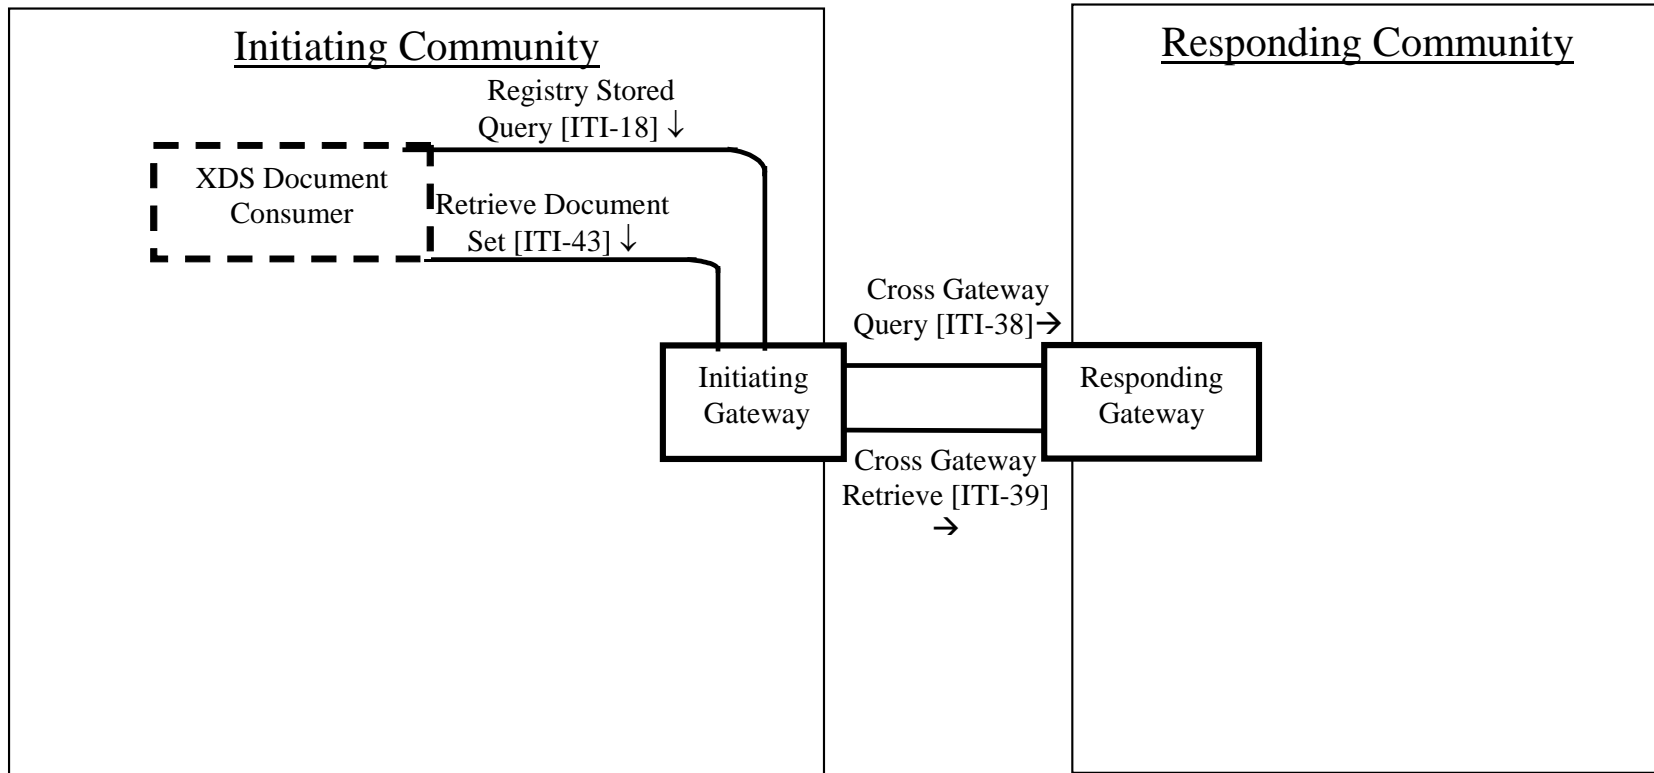 Initiating Community
Responding Community
Registry Stored
Query [ITI-18] ↓
XDS Document
Consumer
Retrieve Document
Set [ITI-43] ↓
Cross Gateway
Query [ITI-38]→
Initiating
Gateway
Responding
Gateway
Cross Gateway
Retrieve [ITI-39]
→